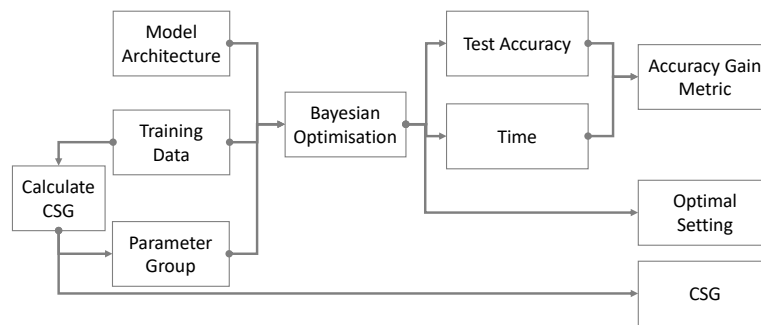 Model
Architecture
Training
Data
Calculate
CSG
Parameter
Group
Bayesian
Optimisation
Test Accuracy
Time
Accuracy Gain
Metric
Optimal
Setting
CSG